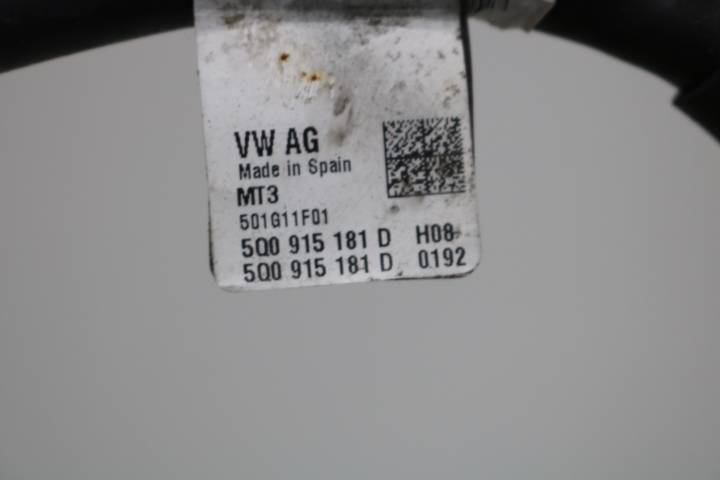 VW AG
Made in Spain
MT3
501G11F01
5Q0 915 181 D H08
5Q0 915 181 D 0192